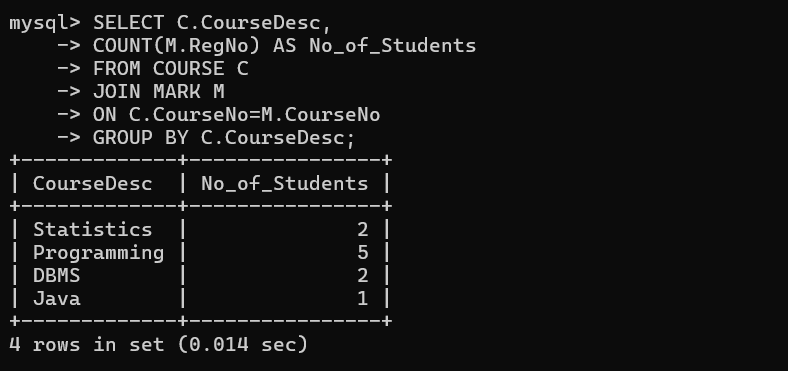 mysql> SELECT C.CourseDesc,
    -> COUNT(M.RegNo) AS No_of_Students
    -> FROM COURSE C
    -> JOIN MARK M
    -> ON C.CourseNo=M.CourseNo
    -> GROUP BY C.CourseDesc;
+-------------+----------------+
| CourseDesc  | No_of_Students |
+-------------+----------------+
| Statistics  |              2 |
| Programming |              5 |
| DBMS        |              2 |
| Java        |              1 |
+-------------+----------------+
4 rows in set (0.014 sec)